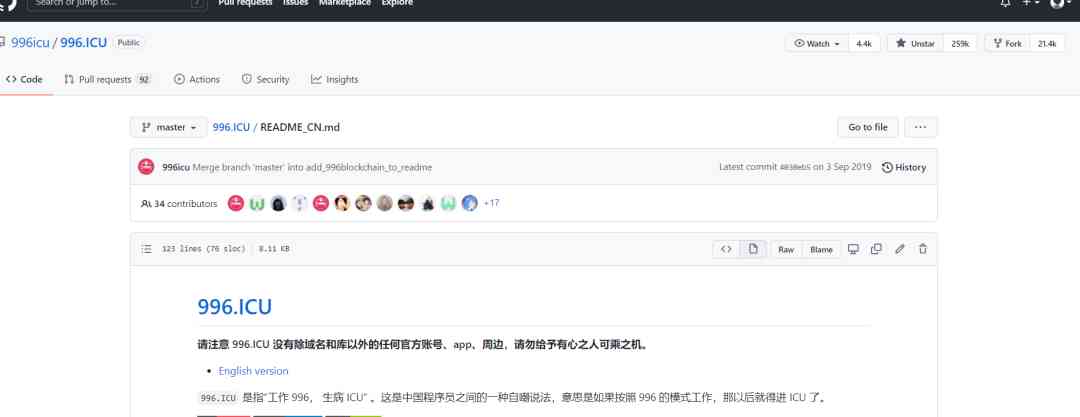 Search or jump to...
/
Pull requests Issues Marketplace Explore
996icu / 996.ICU Public
Watch 4.4k Unstar 259k Fork 21.4k
Code Pull requests 92 Actions Security Insights
master 996.ICU / README_CN.md Go to file ...
996icu Merge branch 'master' into add_996blockchain_to_readme Latest commit 4038eb5 on 3 Sep 2019 History
34 contributors +17
123 lines (76 sloc) 8.11 KB Raw Blame
996.ICU
请注意 996.ICU 没有除域名和库以外的任何官方账号、app、周边，请勿给予有心之人可乘之机。
English version
996.ICU 是指“工作 996， 生病 ICU” 。这是中国程序员之间的一种自嘲说法，意思是如果按照 996 的模式工作，那以后就得进 ICU 了。